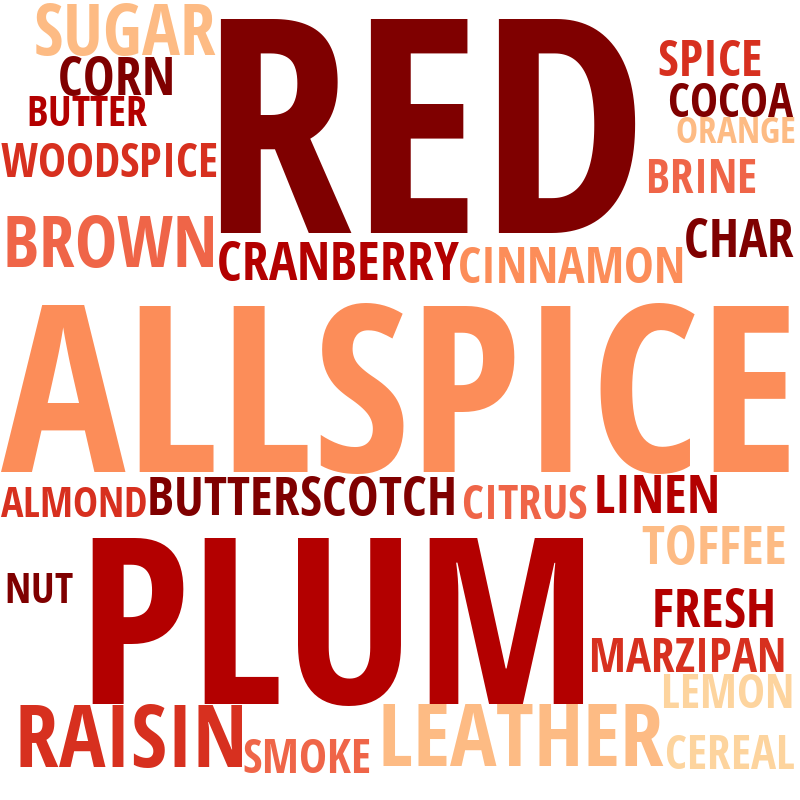 SUGAR
RED
SPICE
CORN
COCOA
BUTTER
ORANGE
WOODSPICE
BRINE
BROWN
CHAR
CRANBERRY
CINNAMON
ALLSPICE
ALMOND
BUTTERSCOTCH
CITRUS
LINEN
TOFFEE
PLUM
NUT
FRESH
MARZIPAN
LEMON
RAISIN
LEATHER
SMOKE
CEREAL